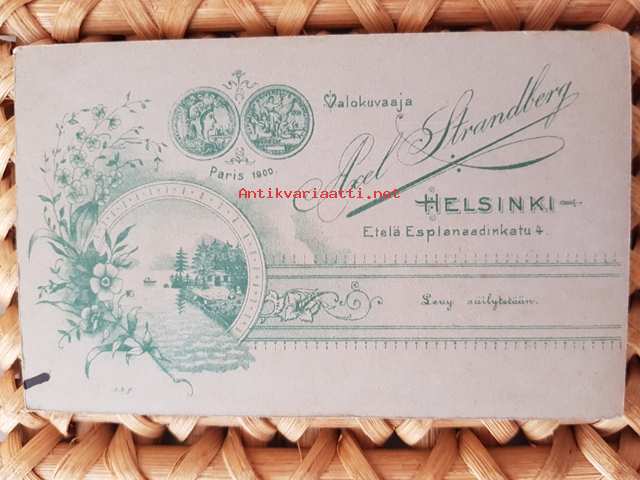 Valokuvaaja
Axel Strandberg
Paris 1900.
Antikvariaatti.net
HELSINKI
Etelä Esplanaadinkatu 4.
Levy säilytetään.